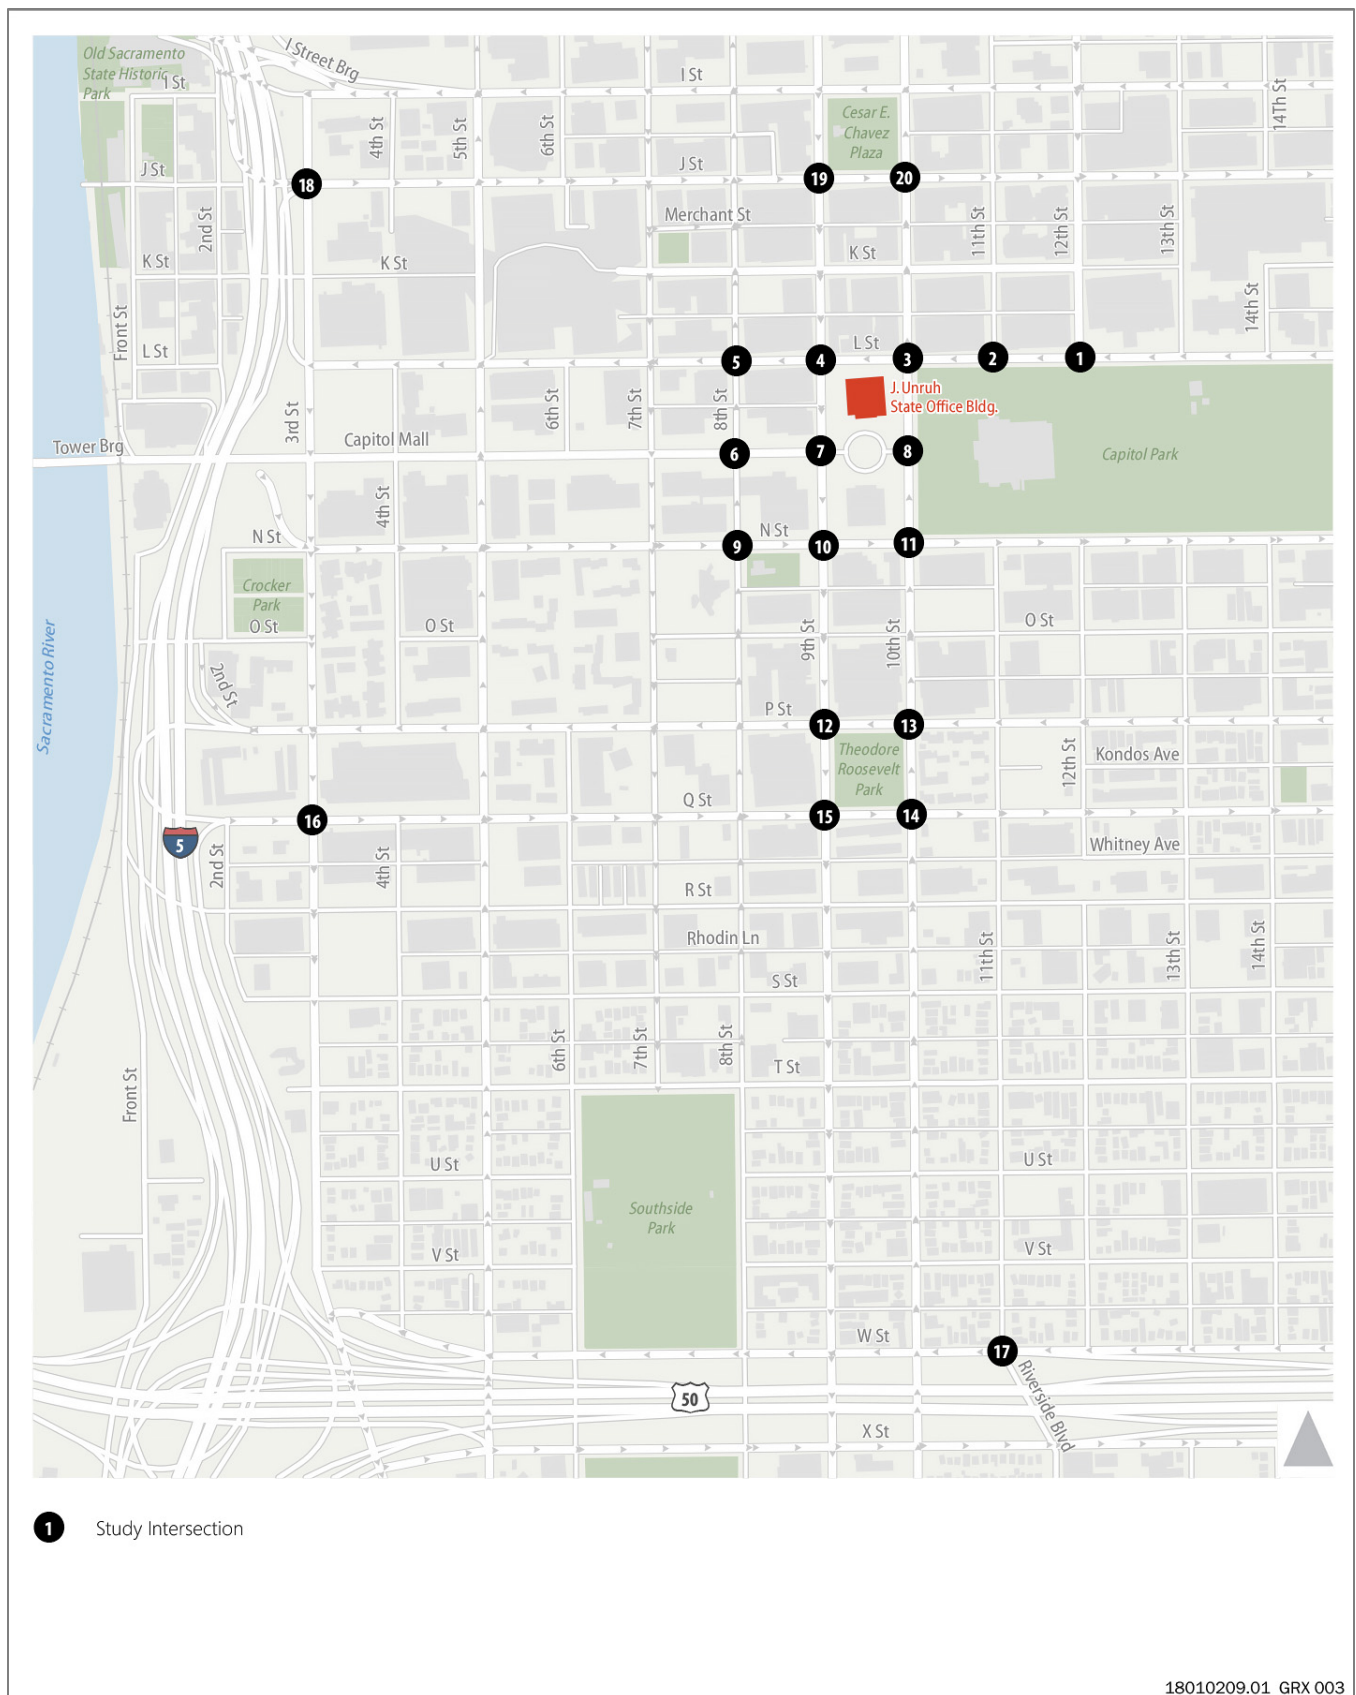 Old Sacramento
State Historic
Park
I Street Brg
I St
I St
14Th St
4th St
5th St
6th St
Cesar E.
Chavez
Plaza
J St
J St
18
19
20
2nd St
Merchant St
11th St
12th St
13th St
K St
K St
K St
Front St
14th St
L St
L St
5
4
3
2
1
J. Unruh
State Office Bldg.
3rd St
6th St
7th St
8th St
Tower Brg
Capitol Mall
6
7
8
Capitol Park
4th St
N St
N St
9
10
11
Crocker
Park
O St
O St
O St
Sacramento River
9th St
10th St
2nd St
P St
12
13
Theodore
Roosevelt
Park
12th St
Kondos Ave
Q St
16
15
14
5
2nd St
4th St
Whitney Ave
R St
Rhodin Ln
11th St
13th St
14th St
S St
6th St
7th St
8th St
T St
Front St
U St
U St
Southside
Park
V St
V St
W St
17
Riverside Blvd
50
X St
1 Study Intersection
18010209.01 GRX 003